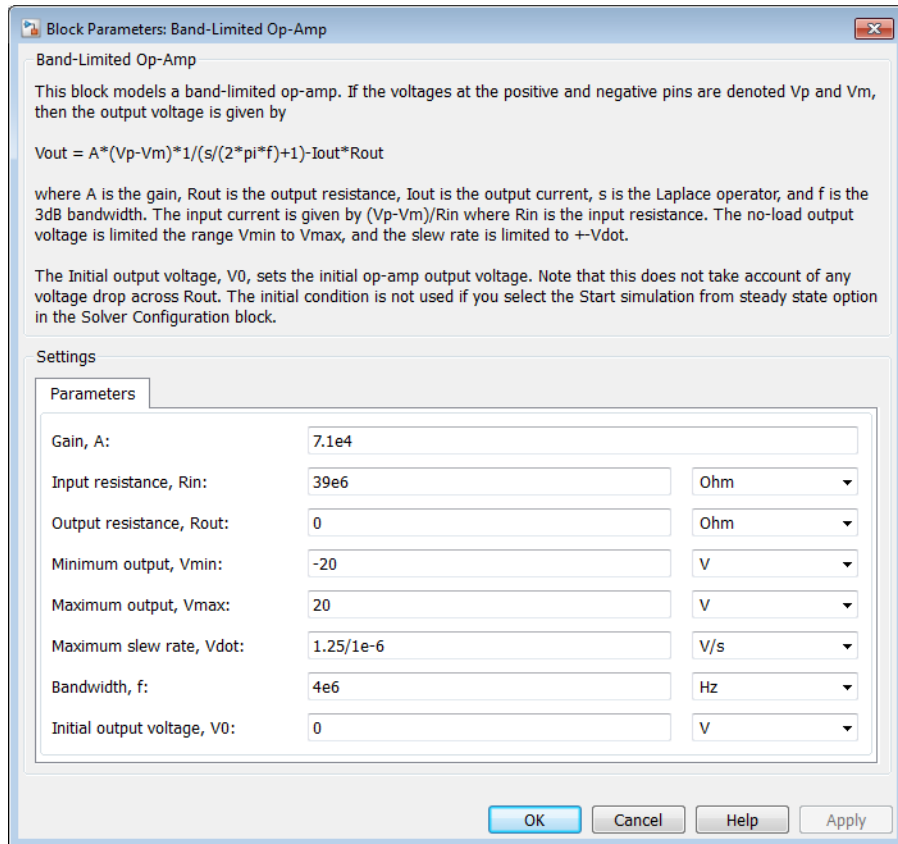 Block Parameters: Band-Limited Op-Amp
Band-Limited Op-Amp
This block models a band-limited op-amp. If the voltages at the positive and negative pins are denoted Vp and Vm,
then the output voltage is given by
Vout = A*(Vp-Vm)*1/(s/(2*pi*f)+1)-Iout*Rout
where A is the gain, Rout is the output resistance, Iout is the output current, s is the Laplace operator, and f is the
3dB bandwidth. The input current is given by (Vp-Vm)/Rin where Rin is the input resistance. The no-load output
voltage is limited the range Vmin to Vmax, and the slew rate is limited to +-Vdot.
The Initial output voltage, V0, sets the initial op-amp output voltage. Note that this does not take account of any
voltage drop across Rout. The initial condition is not used if you select the Start simulation from steady state option
in the Solver Configuration block.
Settings
Parameters
Gain, A: 7.1e4
Input resistance, Rin: 39e6 Ohm
Output resistance, Rout: 0 Ohm
Minimum output, Vmin: -20 V
Maximum output, Vmax: 20 V
Maximum slew rate, Vdot: 1.25/1e-6 V/s
Bandwidth, f: 4e6 Hz
Initial output voltage, V0: 0 V
OK Cancel Help Apply